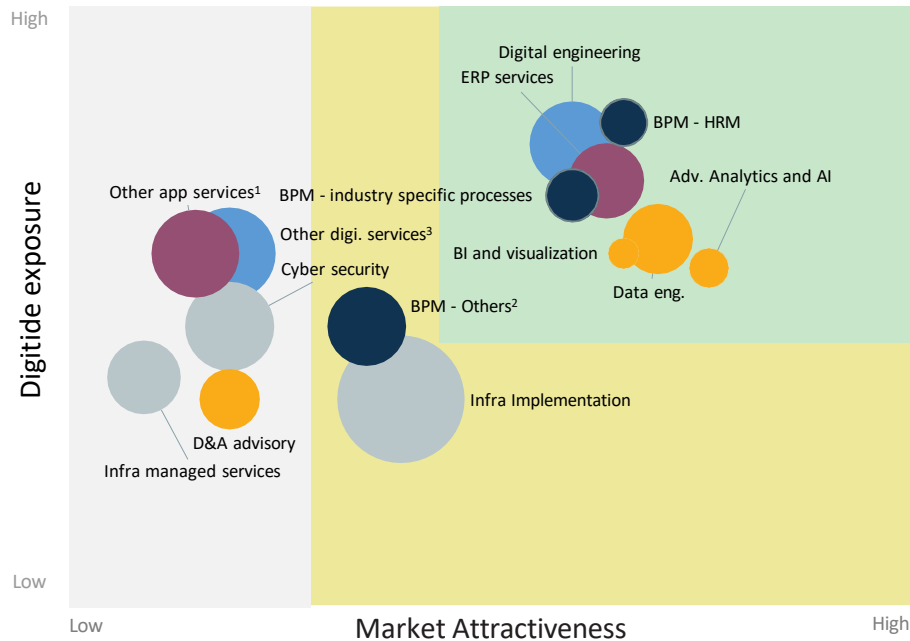 High
Digital engineering
ERP services
BPM - HRM
Adv. Analytics and AI
Other app services¹
BPM - industry specific processes
Other digi. services³
BI and visualization
Cyber security
Data eng.
BPM - Others²
Infra Implementation
D&A advisory
Infra managed services
Digitide exposure
Low
Low
Market Attractiveness
High